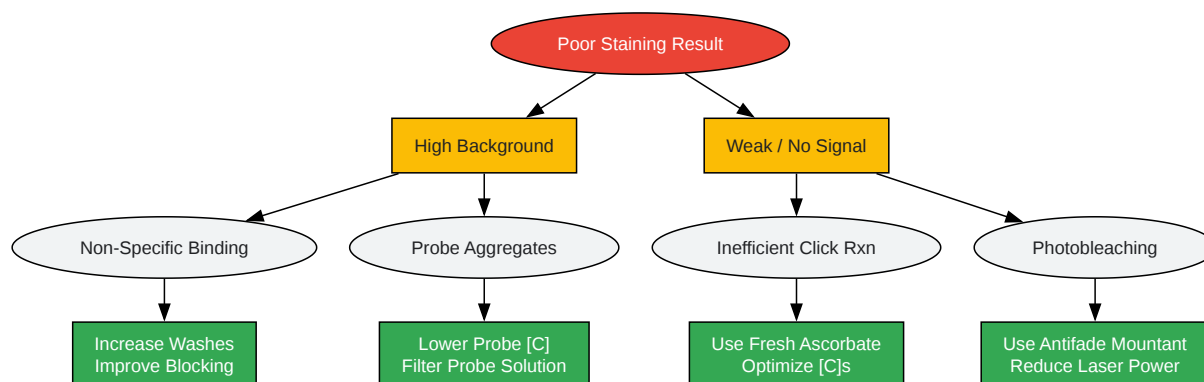 Poor Staining Result
High Background
Weak / No Signal
Non-Specific Binding
Probe Aggregates
Inefficient Click Rxn
Photobleaching
Increase Washes
Improve Blocking
Lower Probe [C]
Filter Probe Solution
Use Fresh Ascorbate
Optimize [C]s
Use Antifade Mountant
Reduce Laser Power